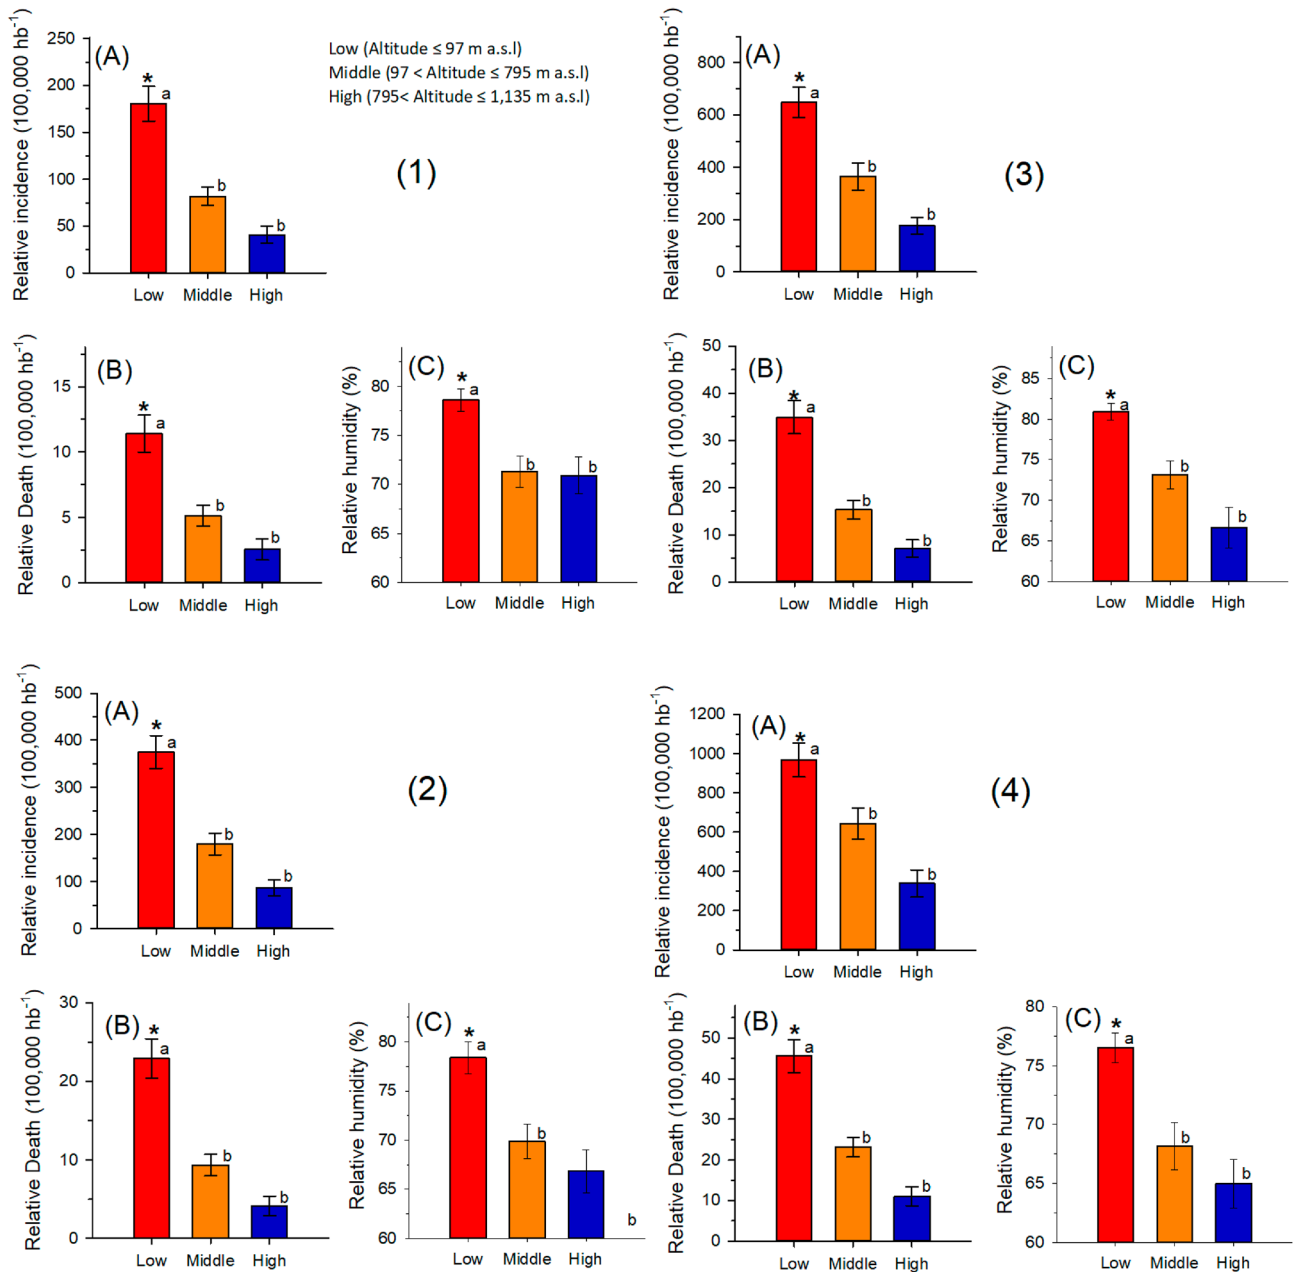 Relative incidence (100,000 hb⁻¹)
250
200
150
100
50
0
(A)
*
a
b
b
Low Middle High
Low (Altitude ≤ 97 m a.s.l)
Middle (97 < Altitude ≤ 795 m a.s.l)
High (795< Altitude ≤ 1,135 m a.s.l)
(1)
Relative Death (100,000 hb⁻¹)
15
10
5
0
(B)
*
a
b
b
Low Middle High
Relative humidity (%)
80
75
70
65
60
(C)
*
a
b
b
Low Middle High
Relative incidence (100,000 hb⁻¹)
800
600
400
200
0
(A)
*
a
b
b
Low Middle High
(3)
Relative Death (100,000 hb⁻¹)
50
40
30
20
10
0
(B)
*
a
b
b
Low Middle High
Relative humidity (%)
85
80
75
70
65
60
(C)
*
a
b
b
Low Middle High
Relative incidence (100,000 hb⁻¹)
500
400
300
200
100
0
(A)
*
a
b
b
Low Middle High
(2)
Relative Death (100,000 hb⁻¹)
30
20
10
0
(B)
*
a
b
b
Low Middle High
Relative humidity (%)
80
75
70
65
60
(C)
*
a
b
b
Low Middle High
Relative incidence (100,000 hb⁻¹)
1200
1000
800
600
400
200
0
(A)
*
a
b
b
Low Middle High
(4)
Relative Death (100,000 hb⁻¹)
50
40
30
20
10
0
(B)
*
a
b
b
Low Middle High
Relative humidity (%)
80
75
70
65
60
(C)
*
a
b
b
Low Middle High